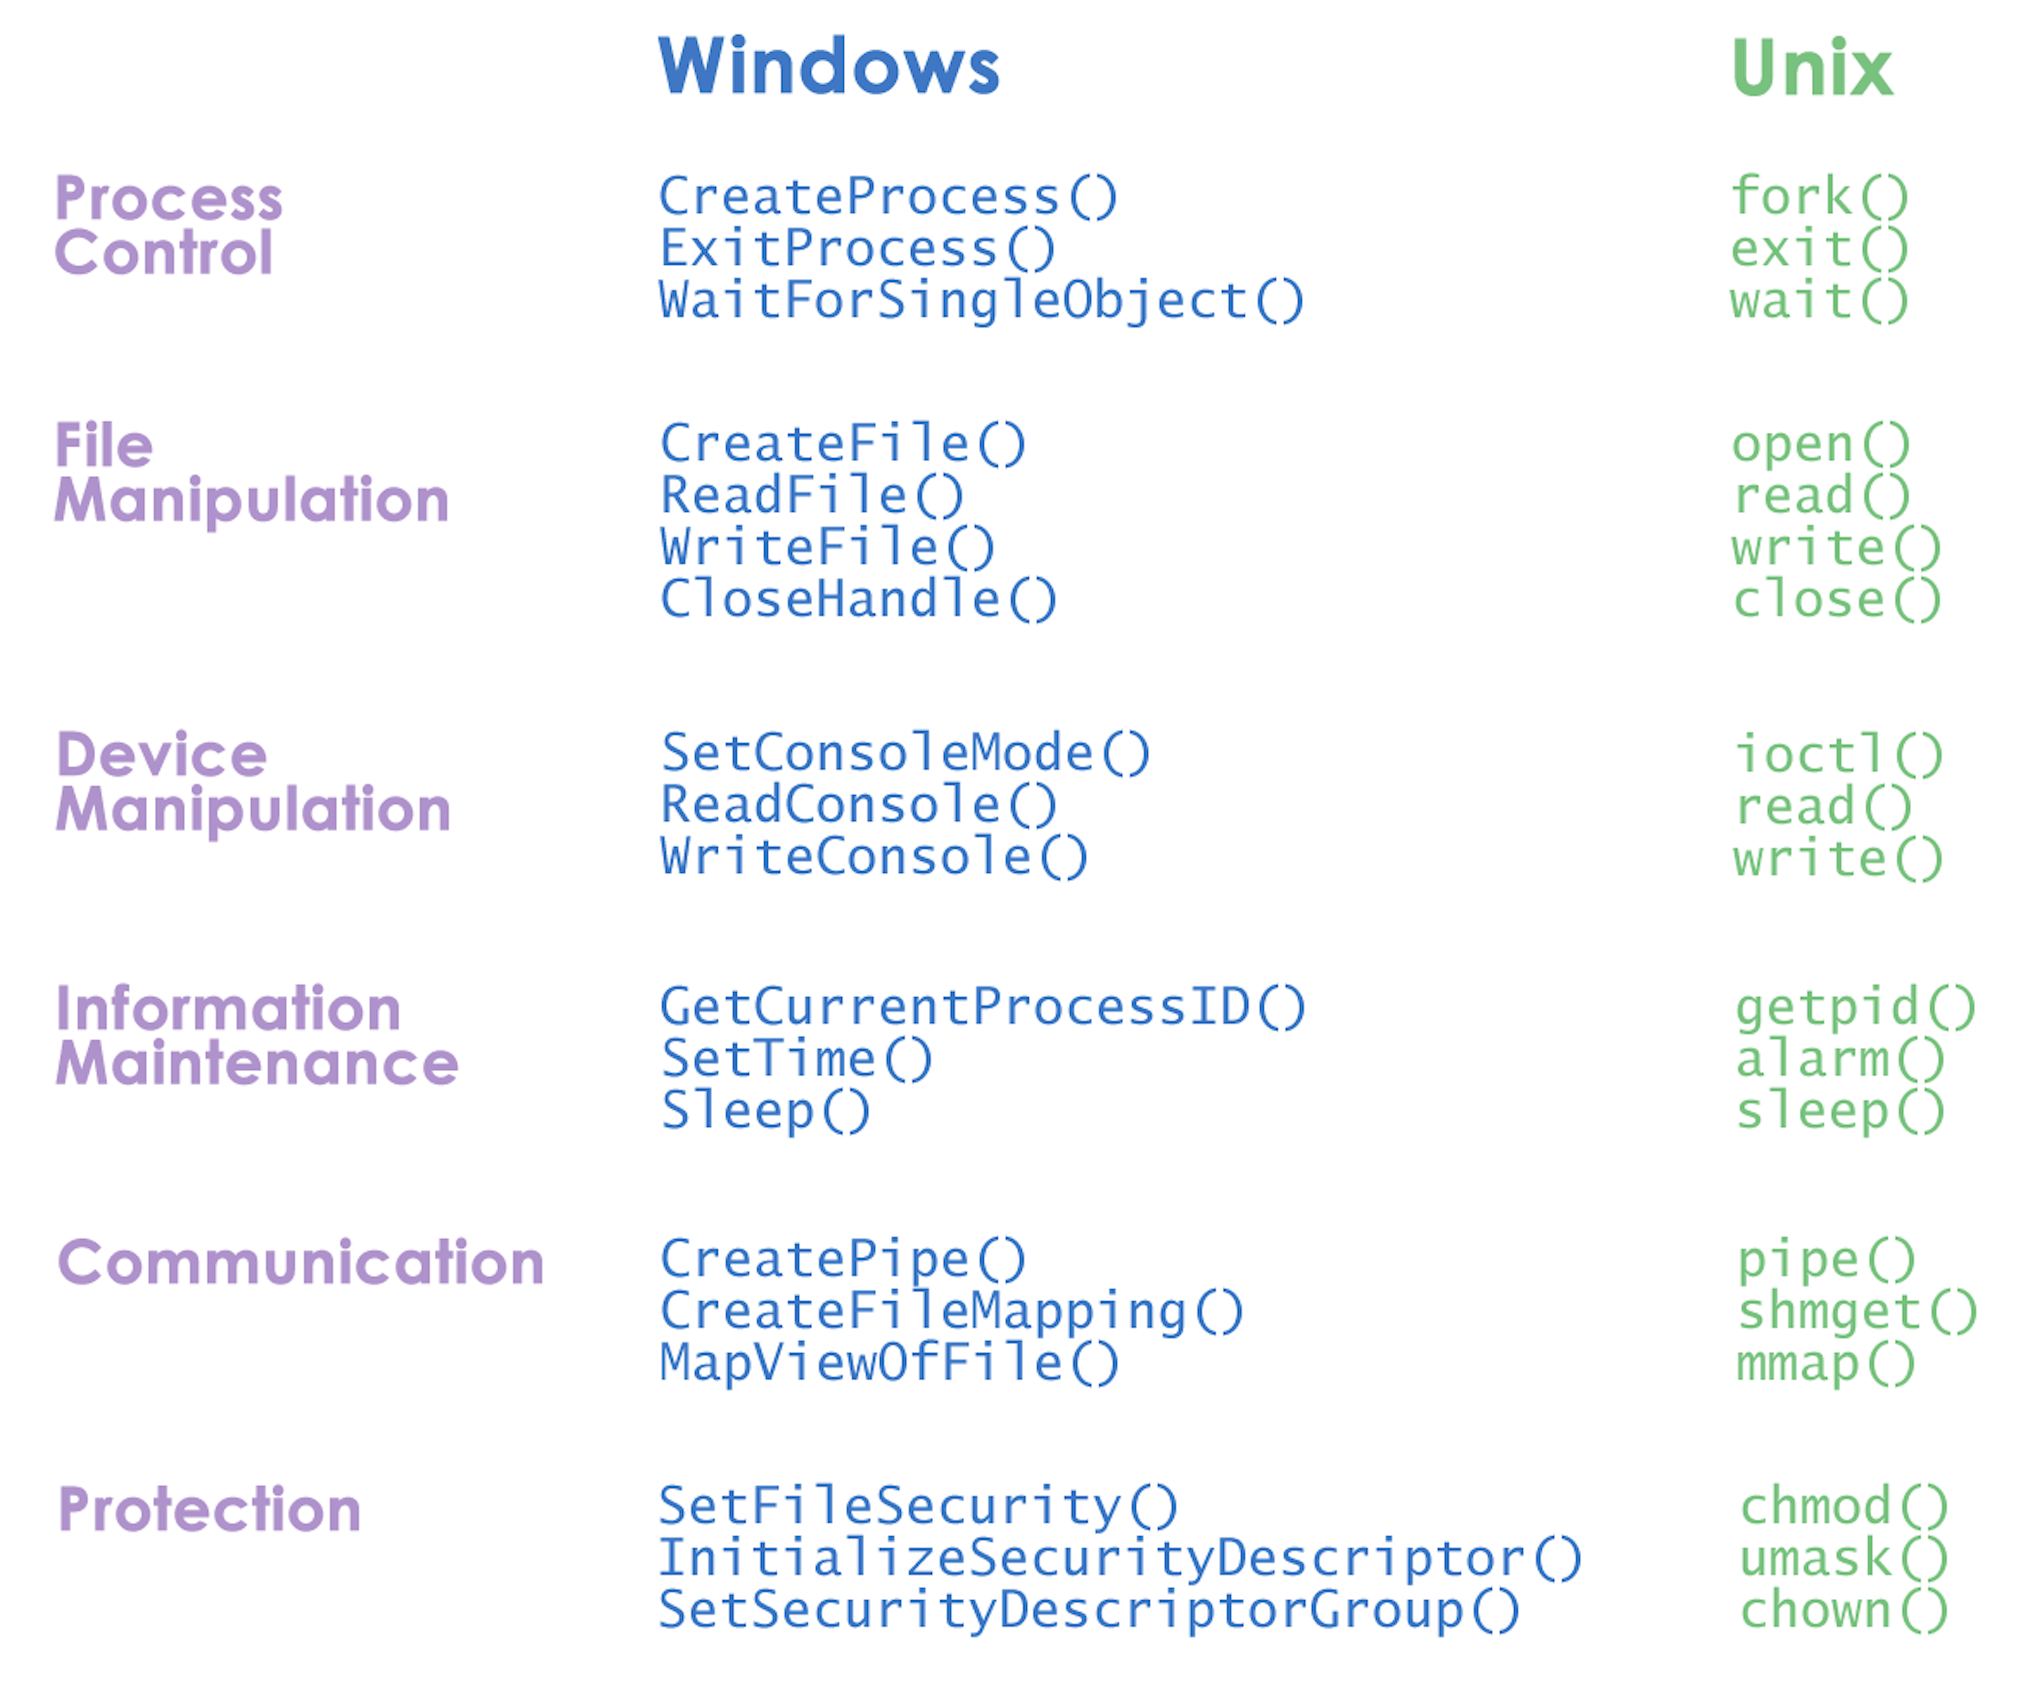 Windows Unix
Process
Control
CreateProcess() fork()
ExitProcess() exit()
WaitForSingleObject() wait()
File
Manipulation
CreateFile() open()
ReadFile() read()
WriteFile() write()
CloseHandle() close()
Device
Manipulation
SetConsoleMode() ioctl()
ReadConsole() read()
WriteConsole() write()
Information
Maintenance
GetCurrentProcessID() getpid()
SetTime() alarm()
Sleep() sleep()
Communication
CreatePipe() pipe()
CreateFileMapping() shmget()
MapViewOfFile() mmap()
Protection
SetFileSecurity() chmod()
InitializeSecurityDescriptor() umask()
SetSecurityDescriptorGroup() chown()